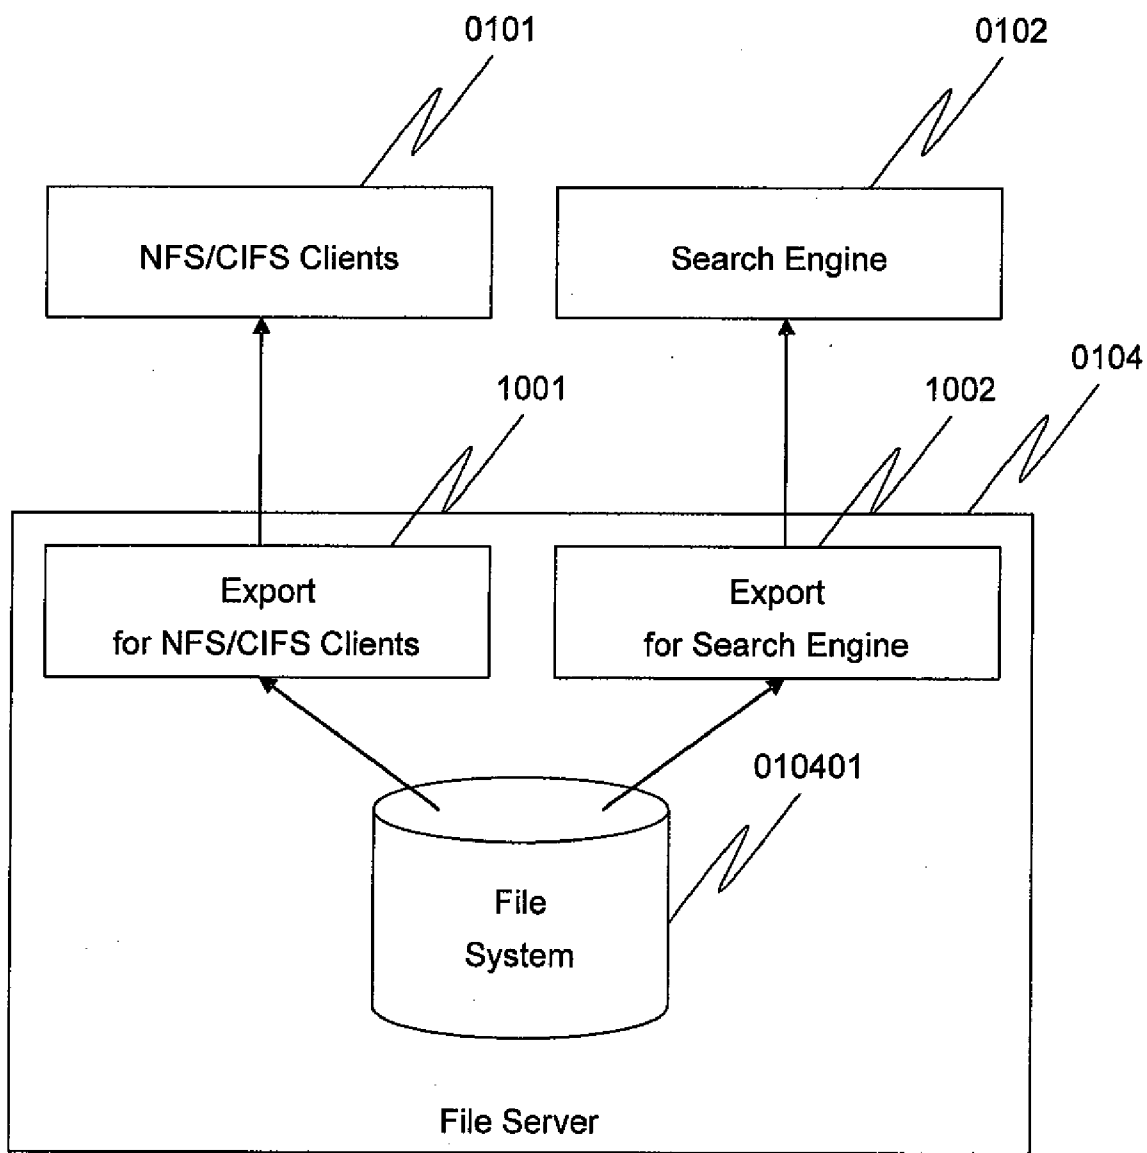 0101
0102
NFS/CIFS Clients
Search Engine
0104
1001
1002
Export
for NFS/CIFS Clients
Export
for Search Engine
010401
File
System
File Server